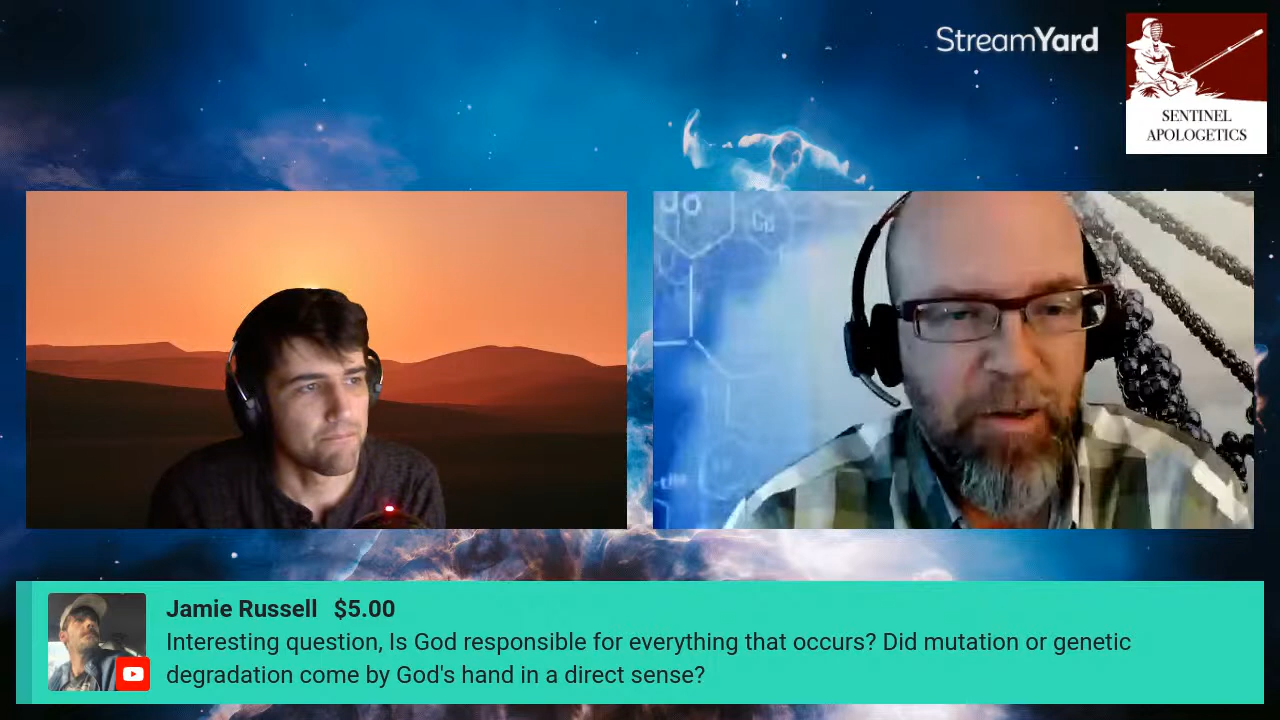 StreamYard
SENTINEL
APOLOGETICS
Jamie Russell $5.00
Interesting question, Is God responsible for everything that occurs? Did mutation or genetic
degradation come by God's hand in a direct sense?